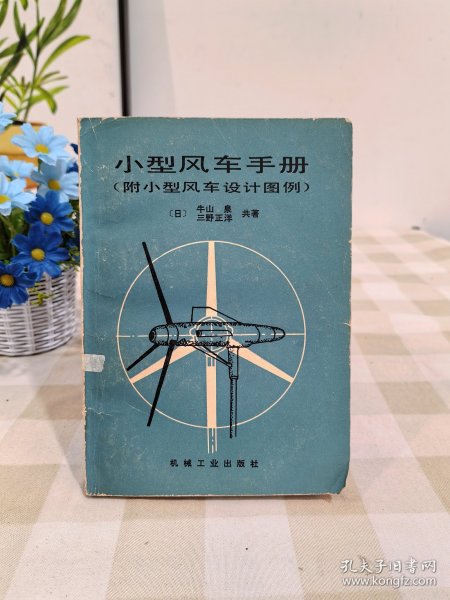 小型风车手册
（附小型风车设计图例）
〔日〕 牛山 泉 三野正洋 共著
机械工业出版社
孔夫子旧书网
www.kongfz.com